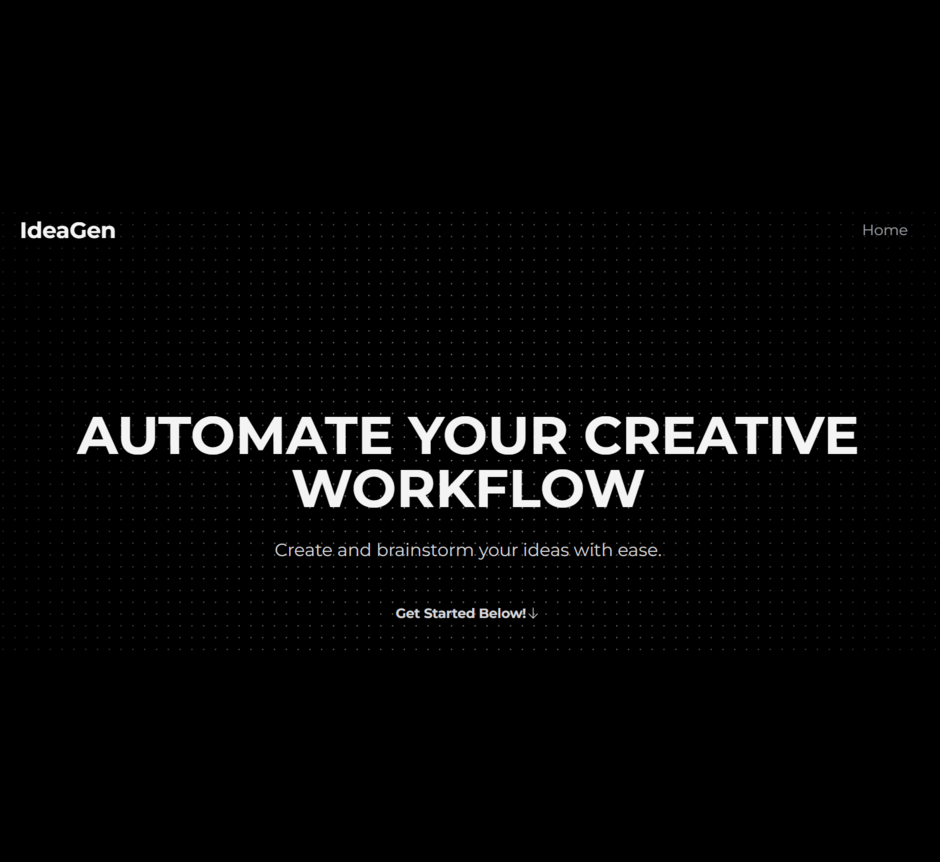 IdeaGen
Home
AUTOMATE YOUR CREATIVE
WORKFLOW
Create and brainstorm your ideas with ease.
Get Started Below!↓